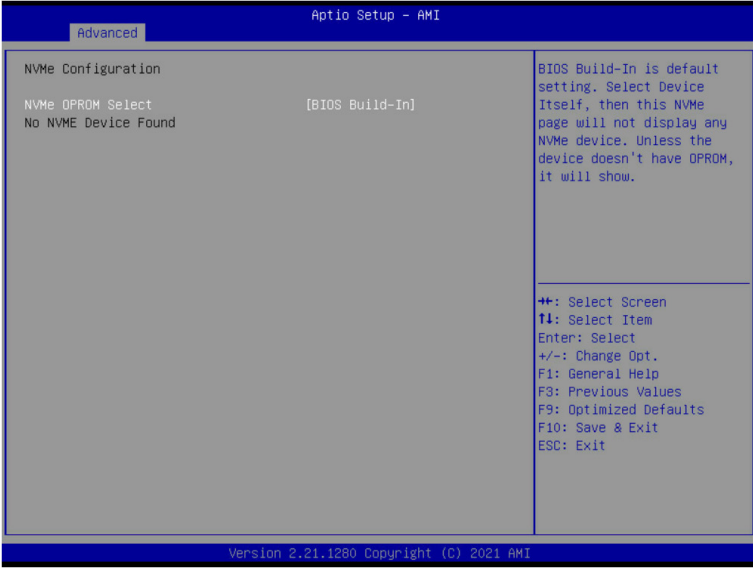 Aptio Setup – AMI
Advanced
NVMe Configuration
NVMe OPROM Select [BIOS Build-In]
No NVME Device Found
BIOS Build-In is default
setting. Select Device
Itself, then this NVMe
page will not display any
NVMe device. Unless the
device doesn't have OPROM,
it will show.
→←: Select Screen
↑↓: Select Item
Enter: Select
+/-: Change Opt.
F1: General Help
F3: Previous Values
F9: Optimized Defaults
F10: Save & Exit
ESC: Exit
Version 2.21.1280 Copyright (C) 2021 AMI